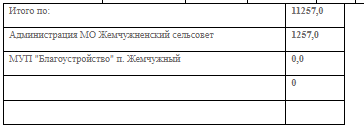 Итого по: 11257,0
Администрация МО Жемчужненский сельсовет 1257,0
МУП "Благоустройство" п. Жемчужный 0,0
0